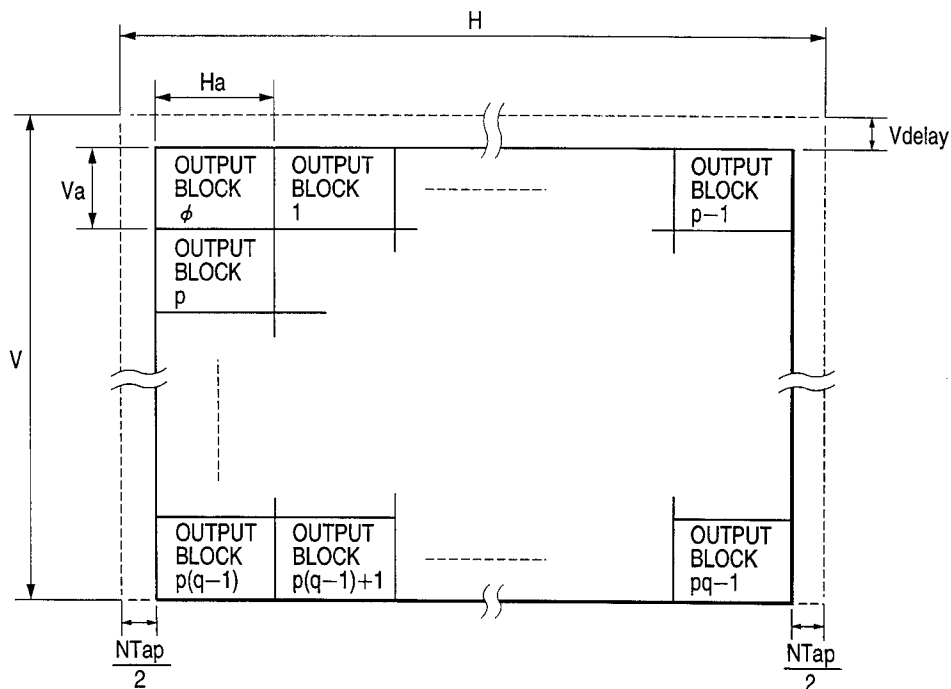 H
Ha
Vdelay
Va
OUTPUT
BLOCK
φ
OUTPUT
BLOCK
1
OUTPUT
BLOCK
p-1
OUTPUT
BLOCK
p
V
OUTPUT
BLOCK
p(q-1)
OUTPUT
BLOCK
p(q-1)+1
OUTPUT
BLOCK
pq-1
NTap
2
NTap
2